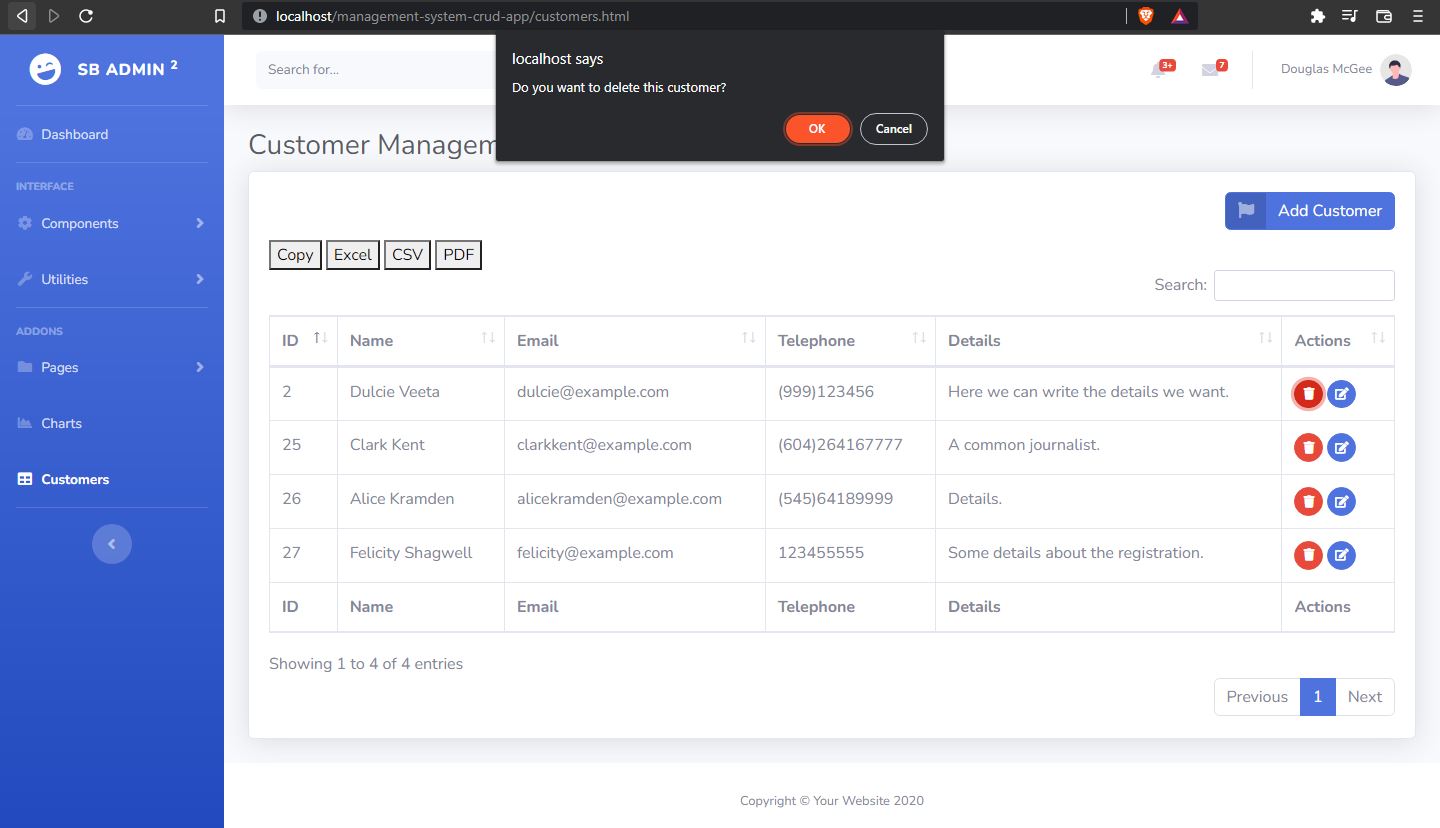 localhost/management-system-crud-app/customers.html
SB ADMIN 2
Search for...
localhost says
Do you want to delete this customer?
OK Cancel
3+ 7 Douglas McGee
Dashboard
INTERFACE
Components
Utilities
ADDONS
Pages
Charts
Customers
Customer Managem
Add Customer
Copy Excel CSV PDF
Search:
ID Name Email Telephone Details Actions
2 Dulcie Veeta dulcie@example.com (999)123456 Here we can write the details we want.
25 Clark Kent clarkkent@example.com (604)264167777 A common journalist.
26 Alice Kramden alicekramden@example.com (545)64189999 Details.
27 Felicity Shagwell felicity@example.com 123455555 Some details about the registration.
ID Name Email Telephone Details Actions
Showing 1 to 4 of 4 entries
Previous 1 Next
Copyright © Your Website 2020